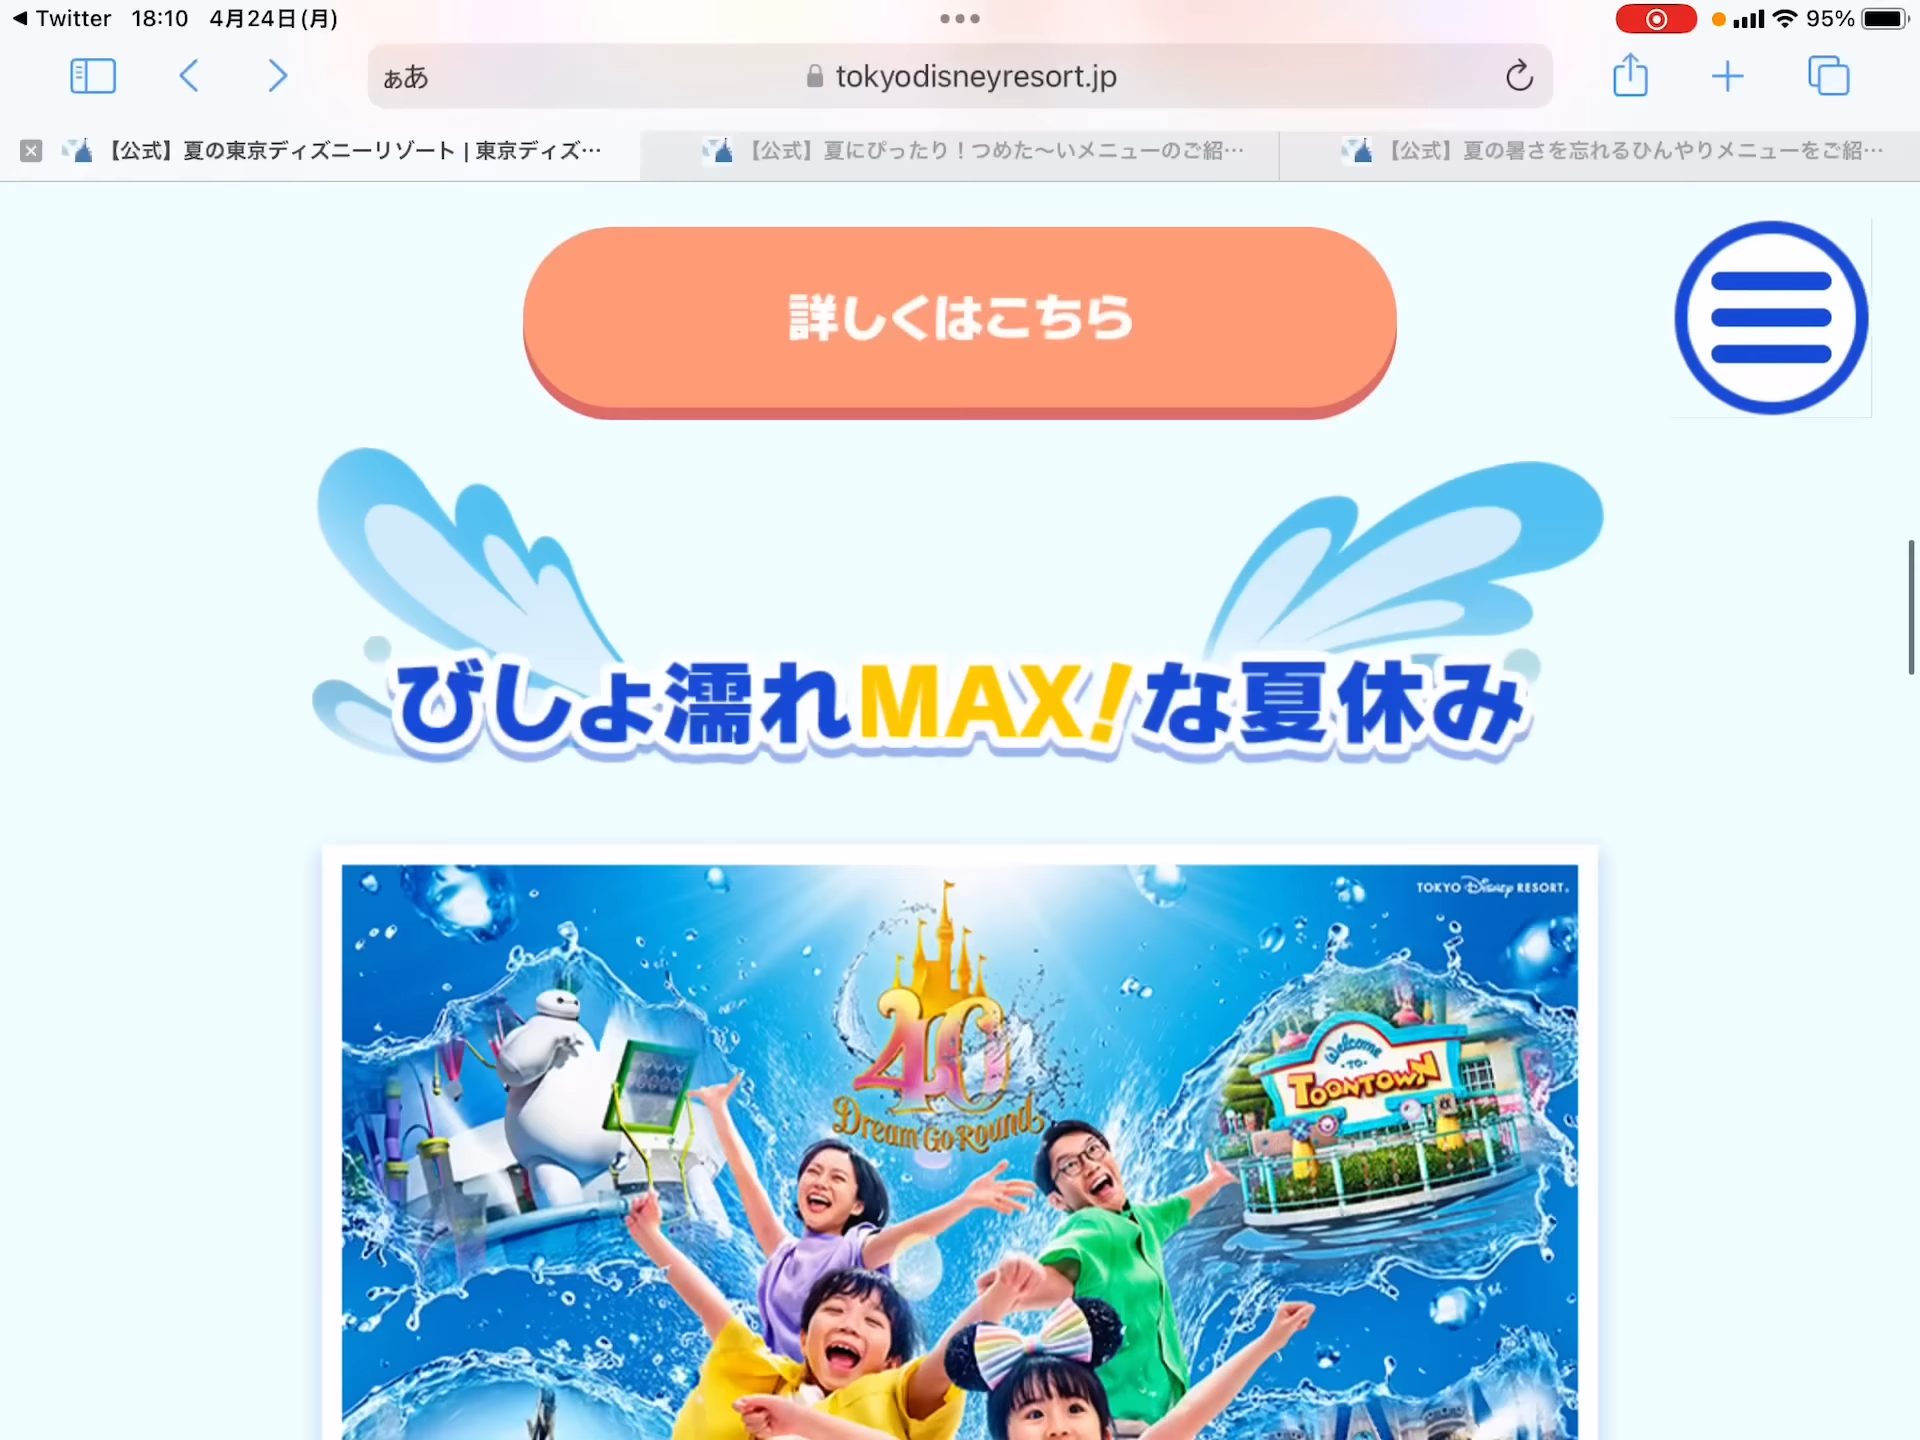 ◀ Twitter 18:10 4月24日(月)
95%
ぁあ
tokyodisneyresort.jp
【公式】夏の東京ディズニーリゾート | 東京ディズ…
【公式】夏にぴったり！つめた〜いメニューのご紹…
【公式】夏の暑さを忘れるひんやりメニューをご紹…
詳しくはこちら
びしょ濡れMAX!な夏休み
TOKYO Disney RESORT®
40
Dream Go-Round
Welcome
TO
TOONTOWN